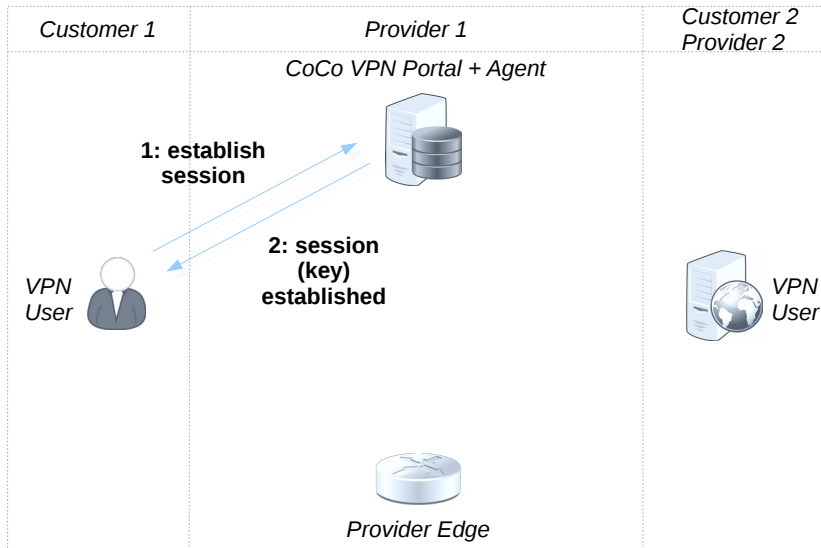 Customer 1
Provider 1
Customer 2
Provider 2
CoCo VPN Portal + Agent
1: establish
session
2: session
(key)
established
VPN
User
VPN
User
Provider Edge